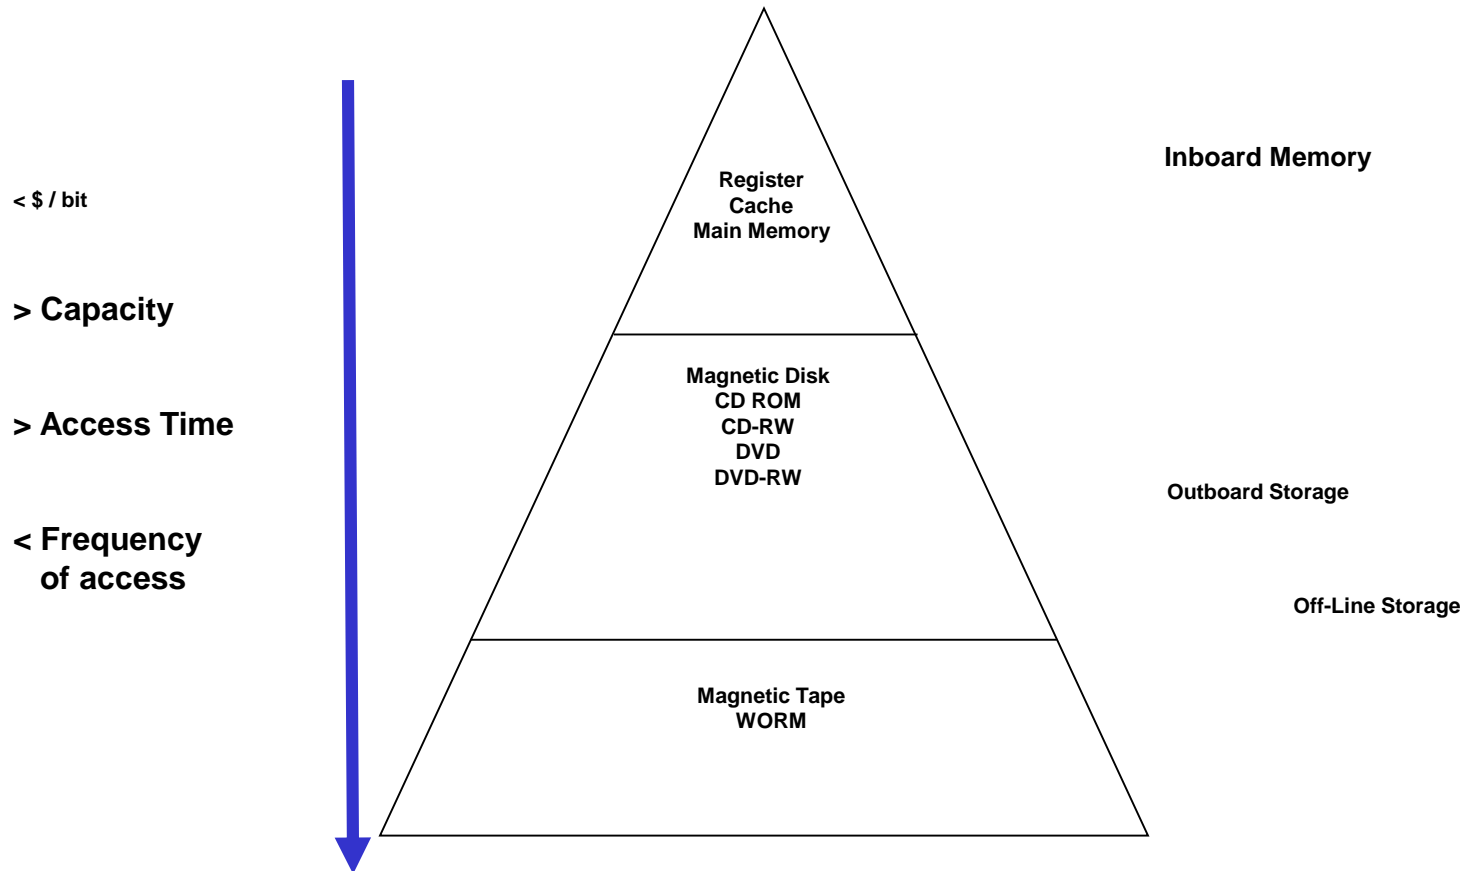 < $ / bit
> Capacity
> Access Time
< Frequency
of access
Register
Cache
Main Memory
Magnetic Disk
CD ROM
CD-RW
DVD
DVD-RW
Magnetic Tape
WORM
Inboard Memory
Outboard Storage
Off-Line Storage